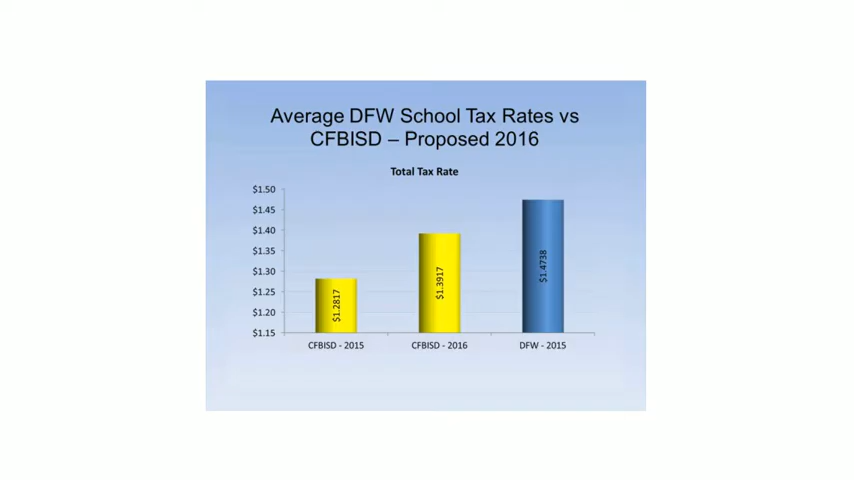 Average DFW School Tax Rates vs
CFBISD – Proposed 2016
Total Tax Rate
$1.50
$1.45
$1.40
$1.35
$1.30
$1.25
$1.20
$1.15
$1.2817
$1.3917
$1.4738
CFBISD - 2015
CFBISD - 2016
DFW - 2015